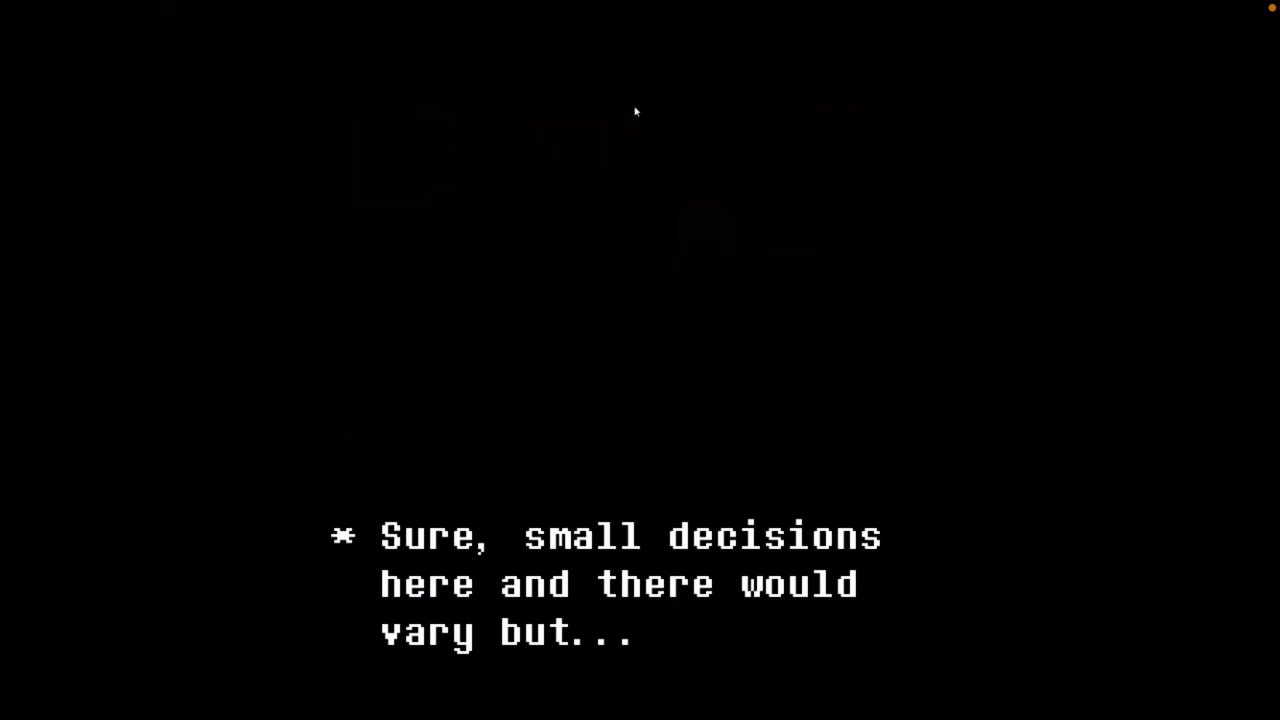 * Sure, small decisions
here and there would
vary but...